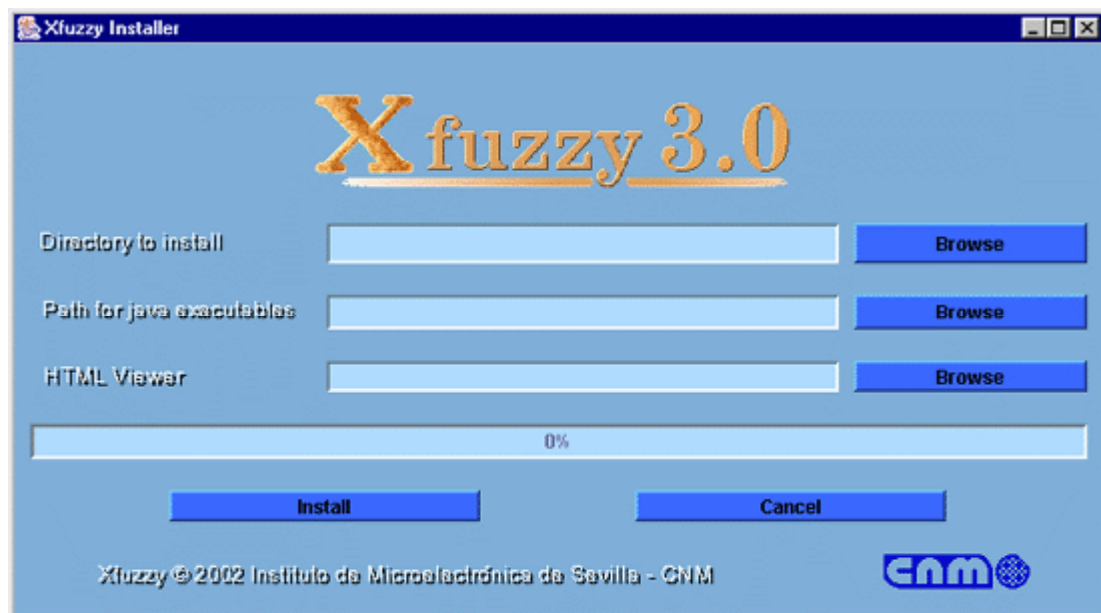 Xfuzzy Installer
Xfuzzy 3.0
Directory to install
Browse
Path for java executables
Browse
HTML Viewer
Browse
0%
Install
Cancel
Xfuzzy © 2002 Instituto de Microelectrónica de Sevilla - CNM
cnm